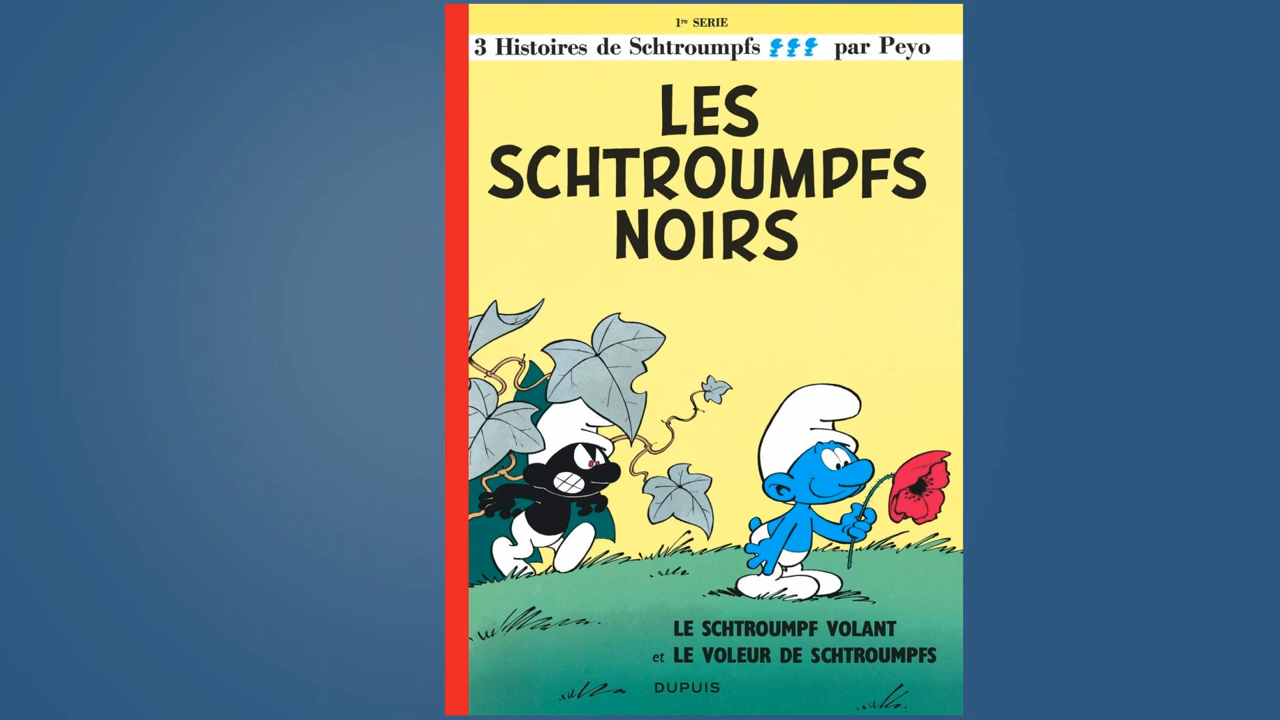 1re SERIE
3 Histoires de Schtroumpfs par Peyo
LES
SCHTROUMPFS
NOIRS
LE SCHTROUMPF VOLANT
et LE VOLEUR DE SCHTROUMPFS
DUPUIS